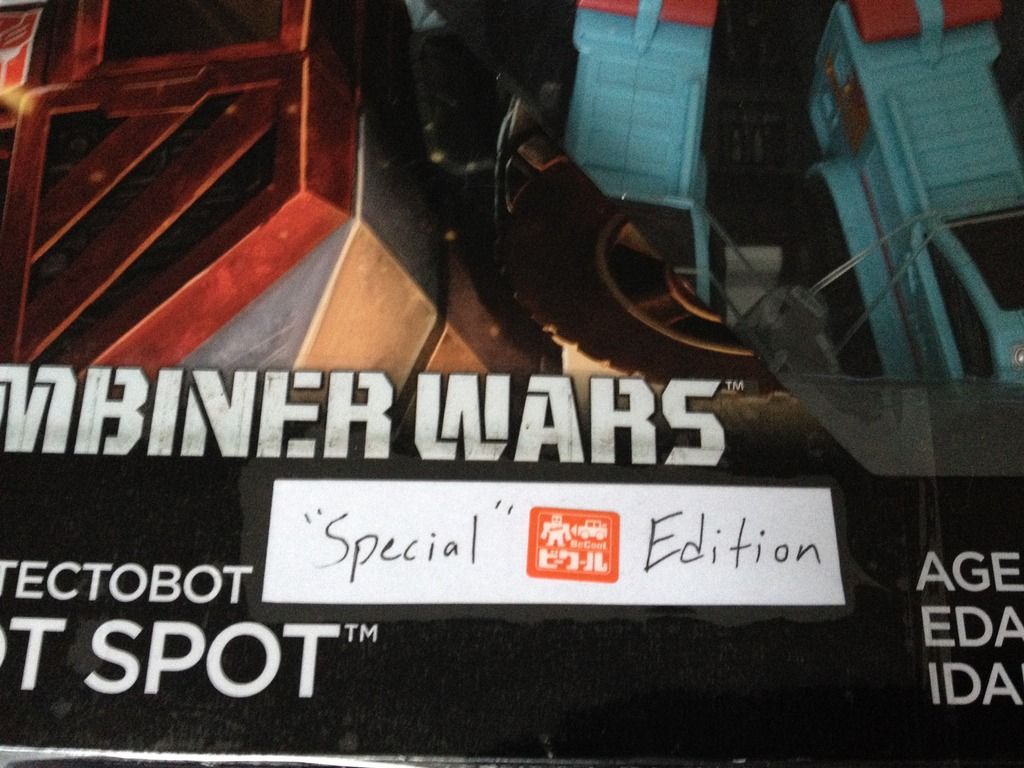 MBINER WARS™
"Special" BeCool ビークール Edition
TECTOBOT
OT SPOT™
AGE
EDA
IDA